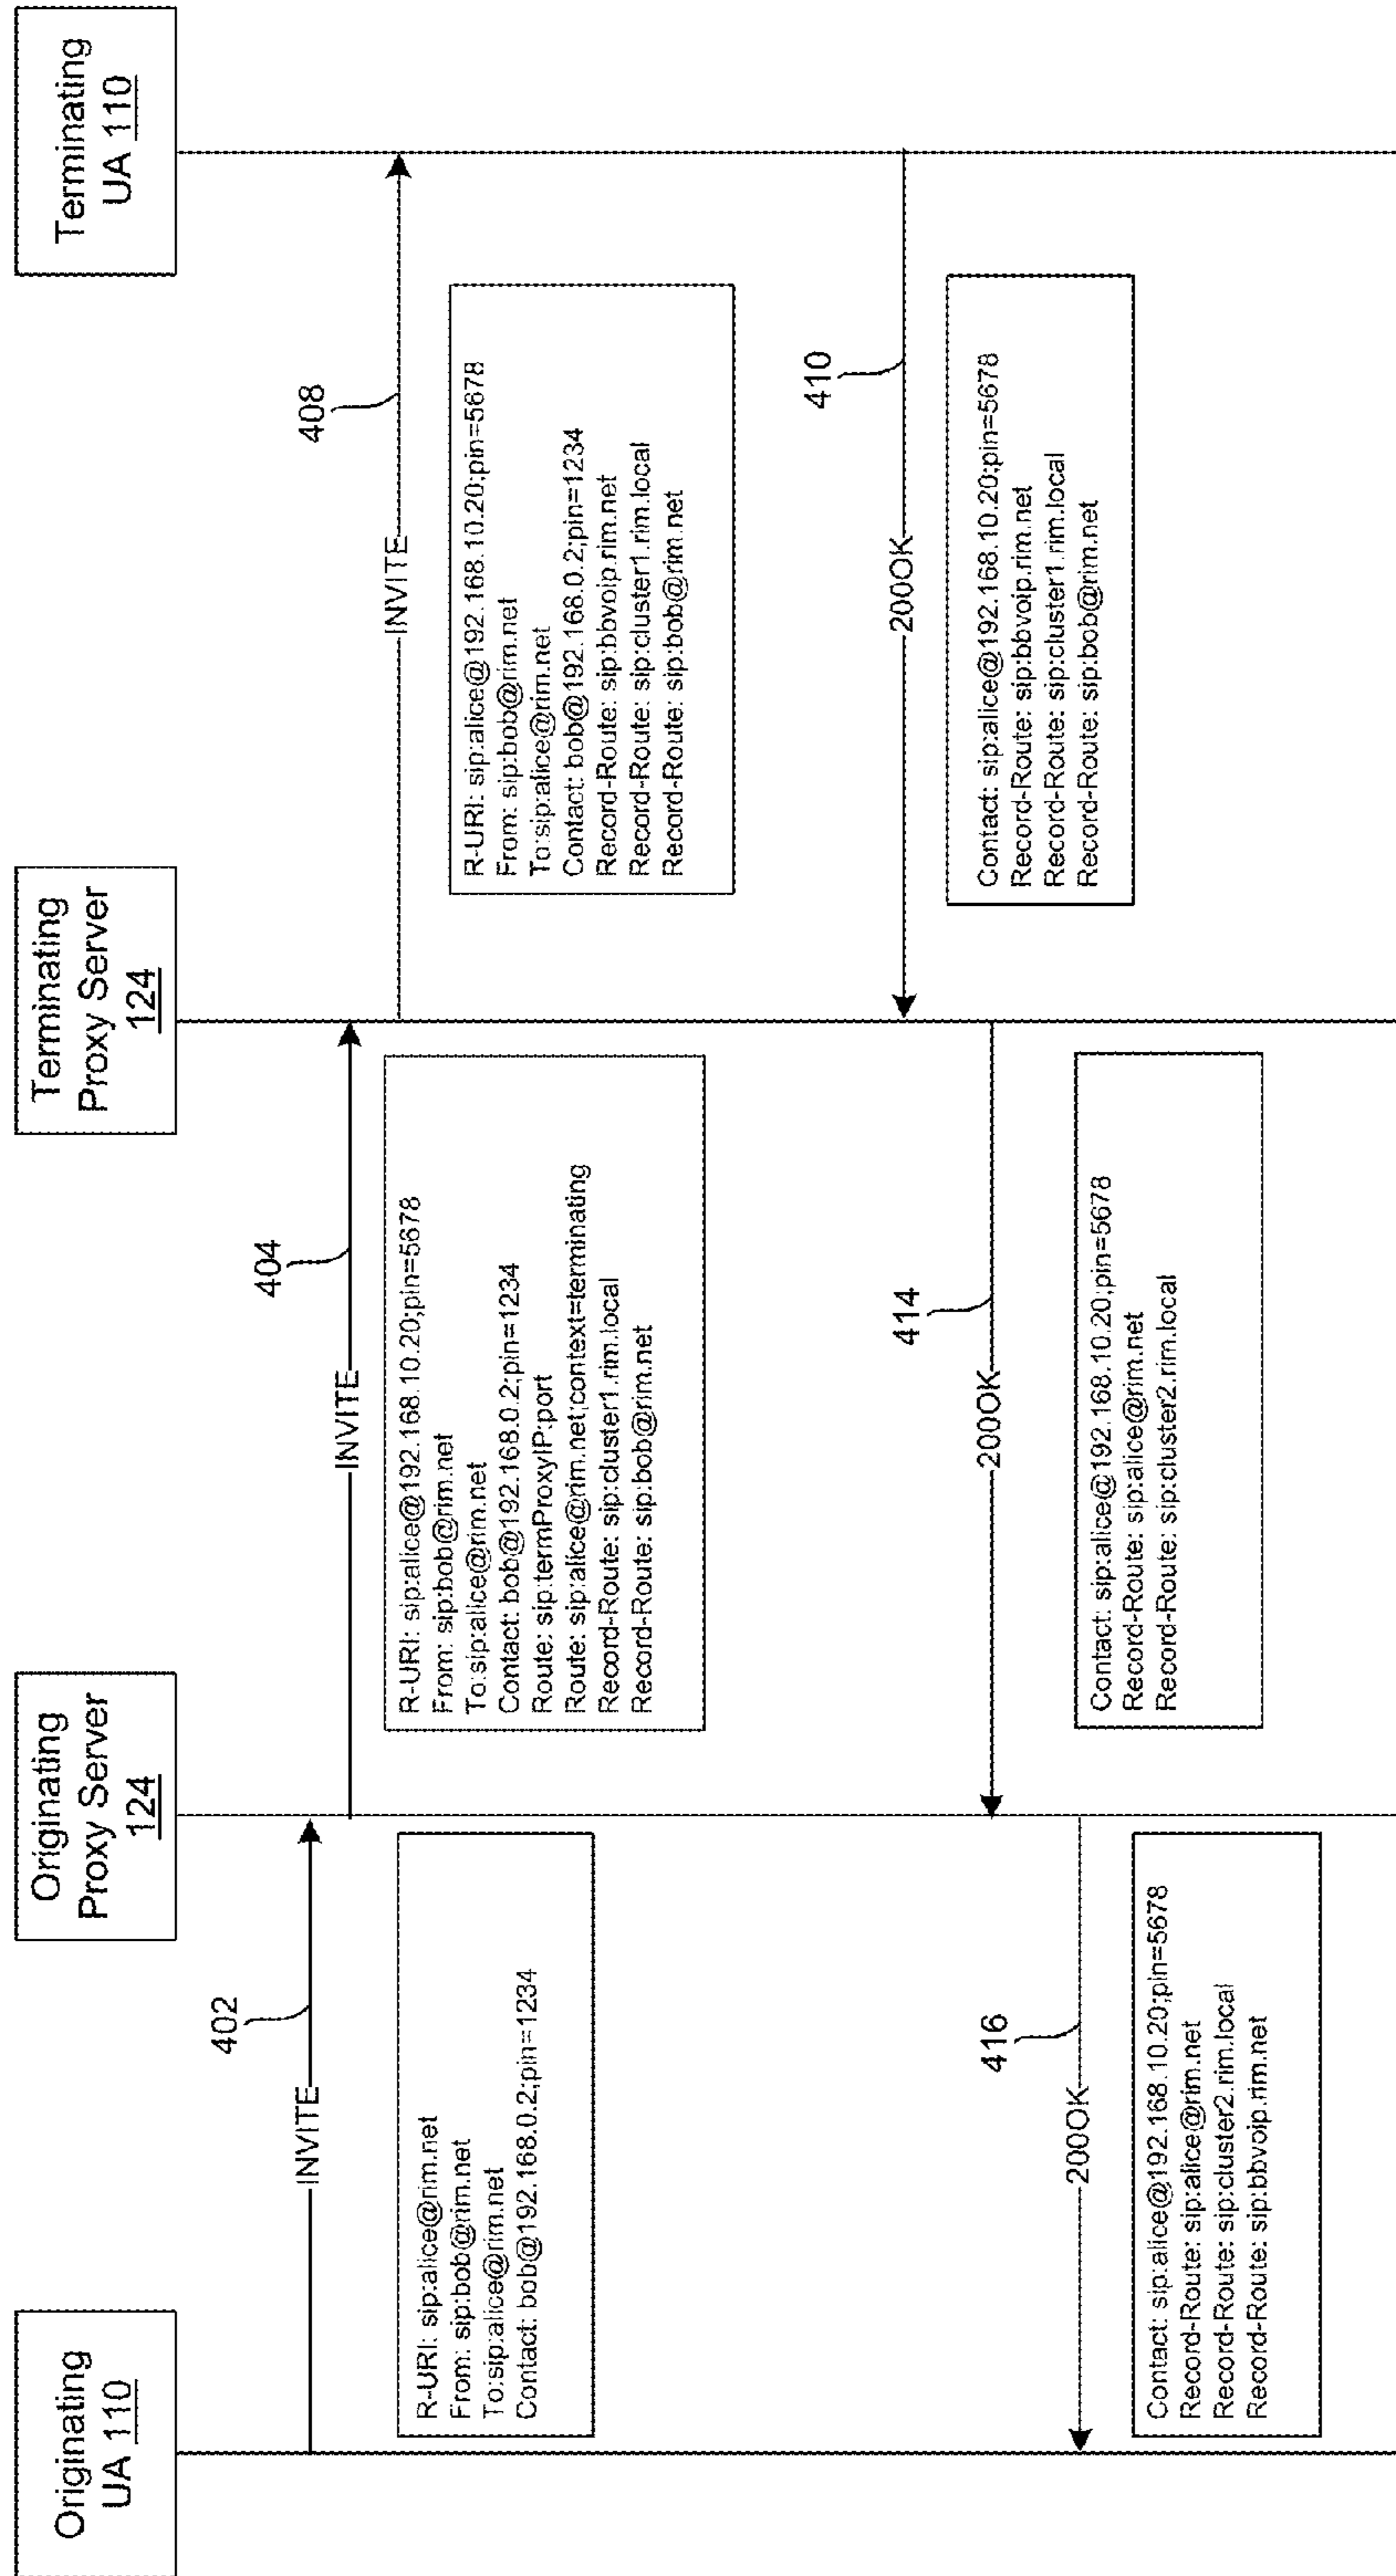 Originating
UA 110
Originating
Proxy Server
124
Terminating
Proxy Server
124
Terminating
UA 110
402
INVITE
R-URI: sip:alice@rim.net
From: sip:bob@rim.net
To:sip:alice@rim.net
Contact: bob@192.168.0.2;pin=1234
404
INVITE
R-URI: sip:alice@192.168.10.20;pin=5678
From: sip:bob@rim.net
To:sip:alice@rim.net
Contact: bob@192.168.0.2;pin=1234
Route: sip:termProxyIP:port
Route: sip:alice@rim.net;context=terminating
Record-Route: sip:cluster1.rim.local
Record-Route: sip:bob@rim.net
408
INVITE
R-URI: sip:alice@192.168.10.20;pin=5678
From: sip:bob@rim.net
To:sip:alice@rim.net
Contact: bob@192.168.0.2;pin=1234
Record-Route: sip:bbvoip.rim.net
Record-Route: sip:cluster1.rim.local
Record-Route: sip:bob@rim.net
410
200OK
Contact: sip:alice@192.168.10.20;pin=5678
Record-Route: sip:bbvoip.rim.net
Record-Route: sip:cluster1.rim.local
Record-Route: sip:bob@rim.net
414
200OK
Contact: sip:alice@192.168.10.20;pin=5678
Record-Route: sip:alice@rim.net
Record-Route: sip:cluster2.rim.local
416
200OK
Contact: sip:alice@192.168.10.20;pin=5678
Record-Route: sip:alice@rim.net
Record-Route: sip:cluster2.rim.local
Record-Route: sip:bbvoip.rim.net